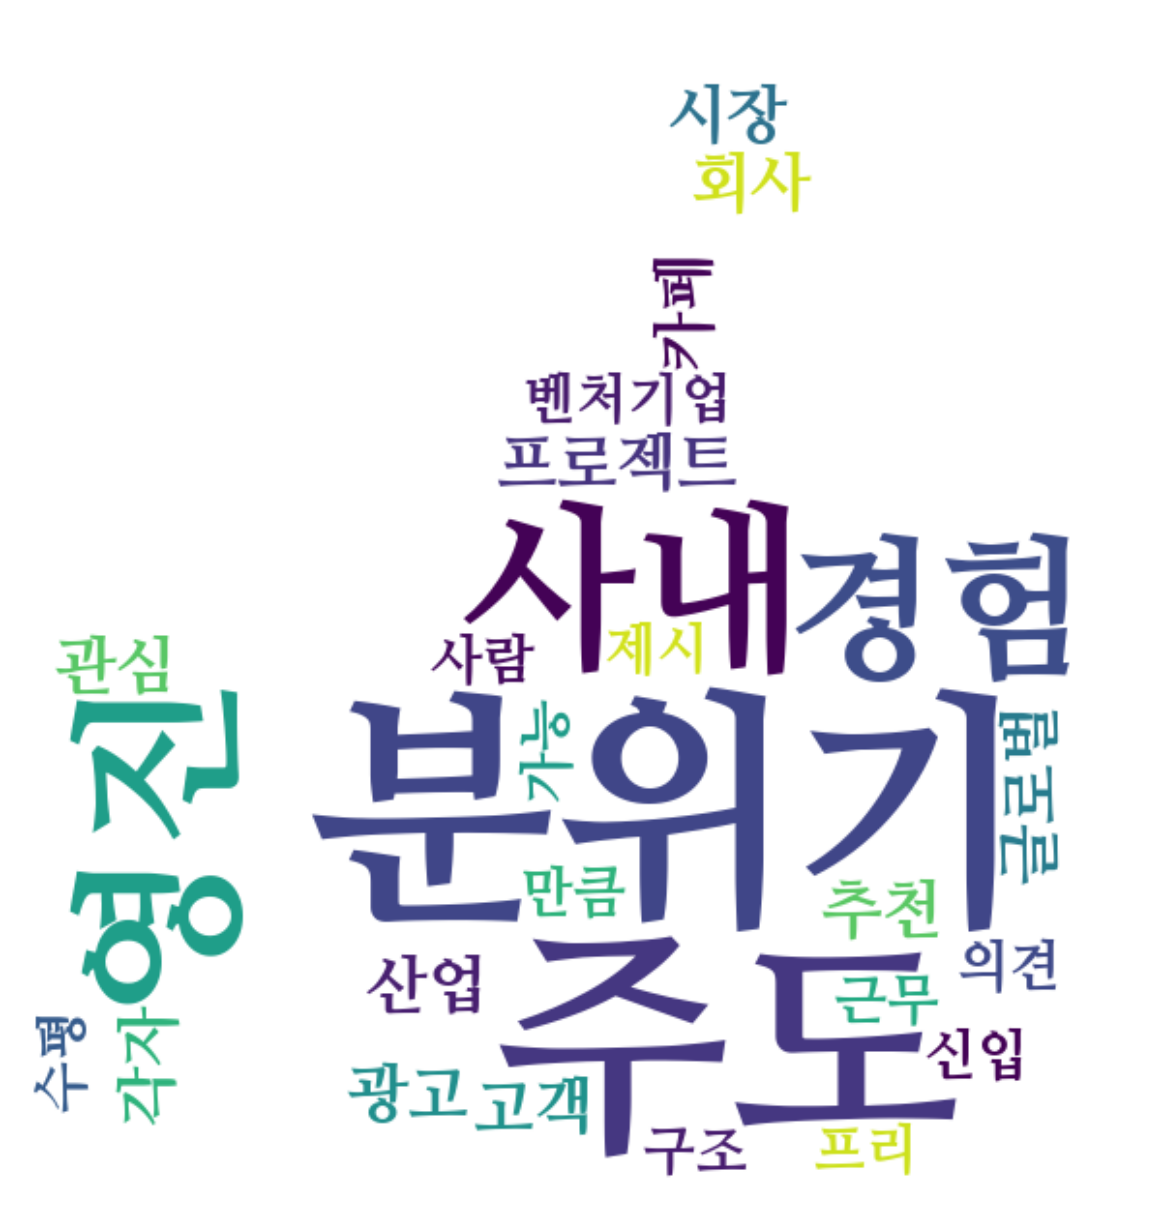 시장
회사
카페
벤처기업
프로젝트
사내
경험
사람
제시
관심
경영진
분위기
가능
글로벌
만큼
추천
주도
산업
의견
근무
수평
각자
신입
광고
고객
구조
프리